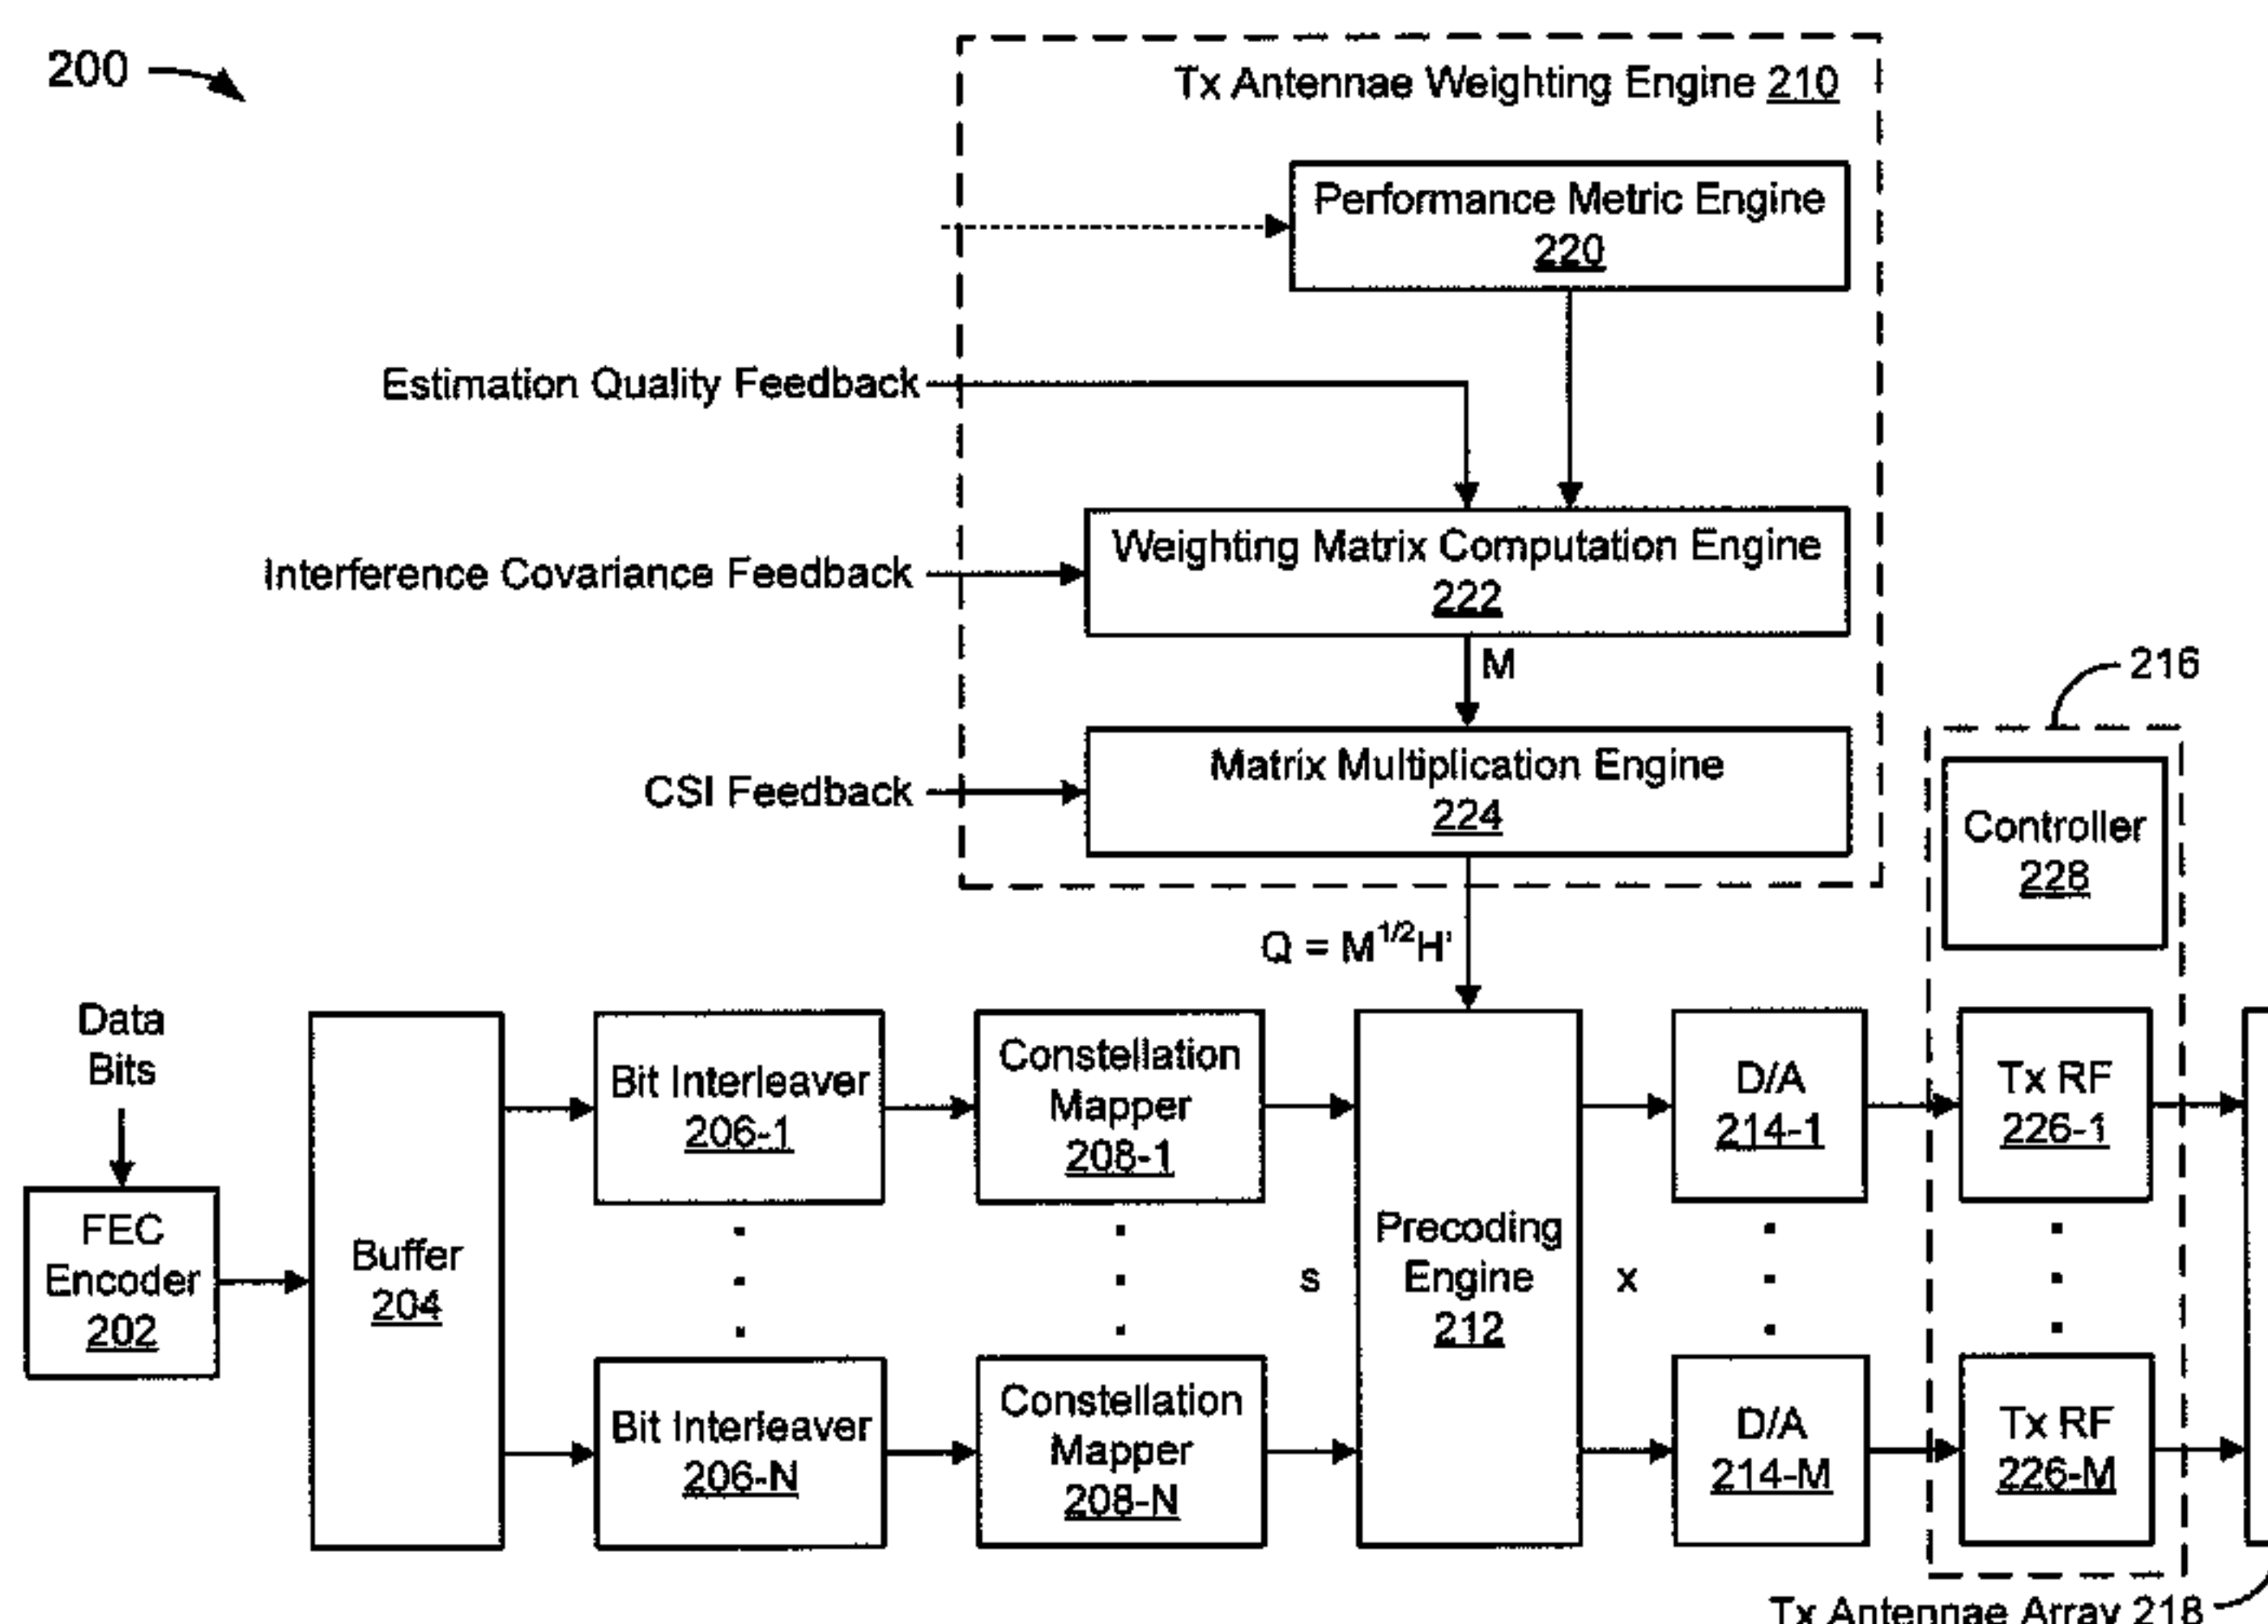 200
Tx Antennae Weighting Engine 210
Performance Metric Engine
220
Estimation Quality Feedback
Weighting Matrix Computation Engine
222
Interference Covariance Feedback
M
216
Matrix Multiplication Engine
224
CSI Feedback
Controller
228
Q = M^1/2H'
Data
Bits
FEC
Encoder
202
Buffer
204
Bit Interleaver
206-1
Constellation
Mapper
208-1
s
Precoding
Engine
212
x
D/A
214-1
Tx RF
226-1
Bit Interleaver
206-N
Constellation
Mapper
208-N
D/A
214-M
Tx RF
226-M
Tx Antennae Array 218